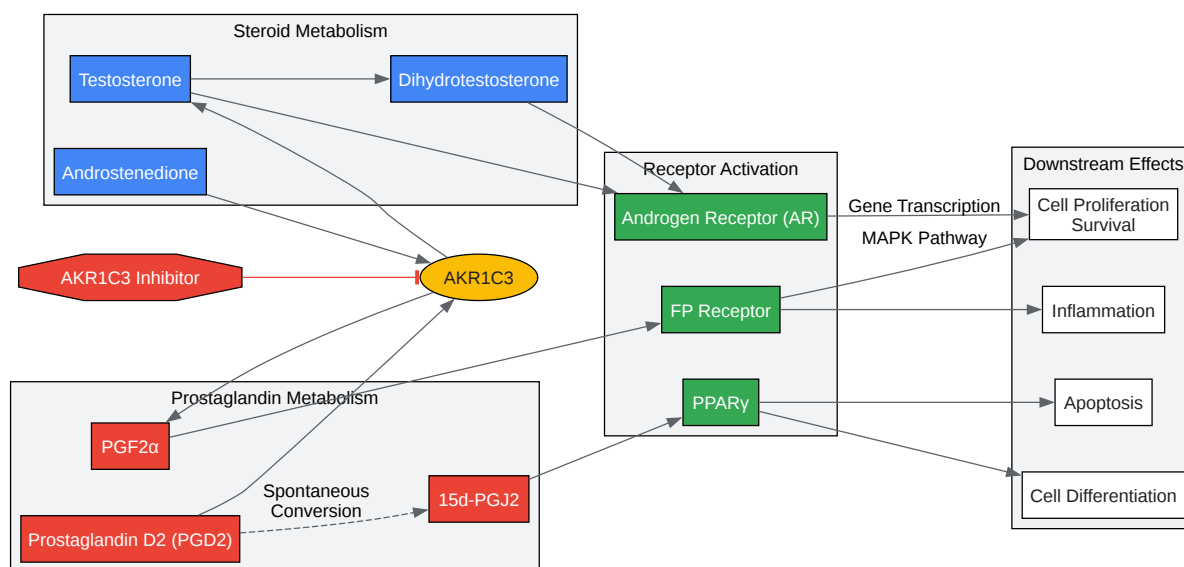 Steroid Metabolism
Testosterone
Dihydrotestosterone
Androstenedione
Receptor Activation
Downstream Effects
Androgen Receptor (AR)
Gene Transcription
Cell Proliferation
Survival
MAPK Pathway
AKR1C3 Inhibitor
AKR1C3
FP Receptor
Inflammation
Prostaglandin Metabolism
PPARγ
Apoptosis
PGF2α
Spontaneous
Conversion
15d-PGJ2
Cell Differentiation
Prostaglandin D2 (PGD2)